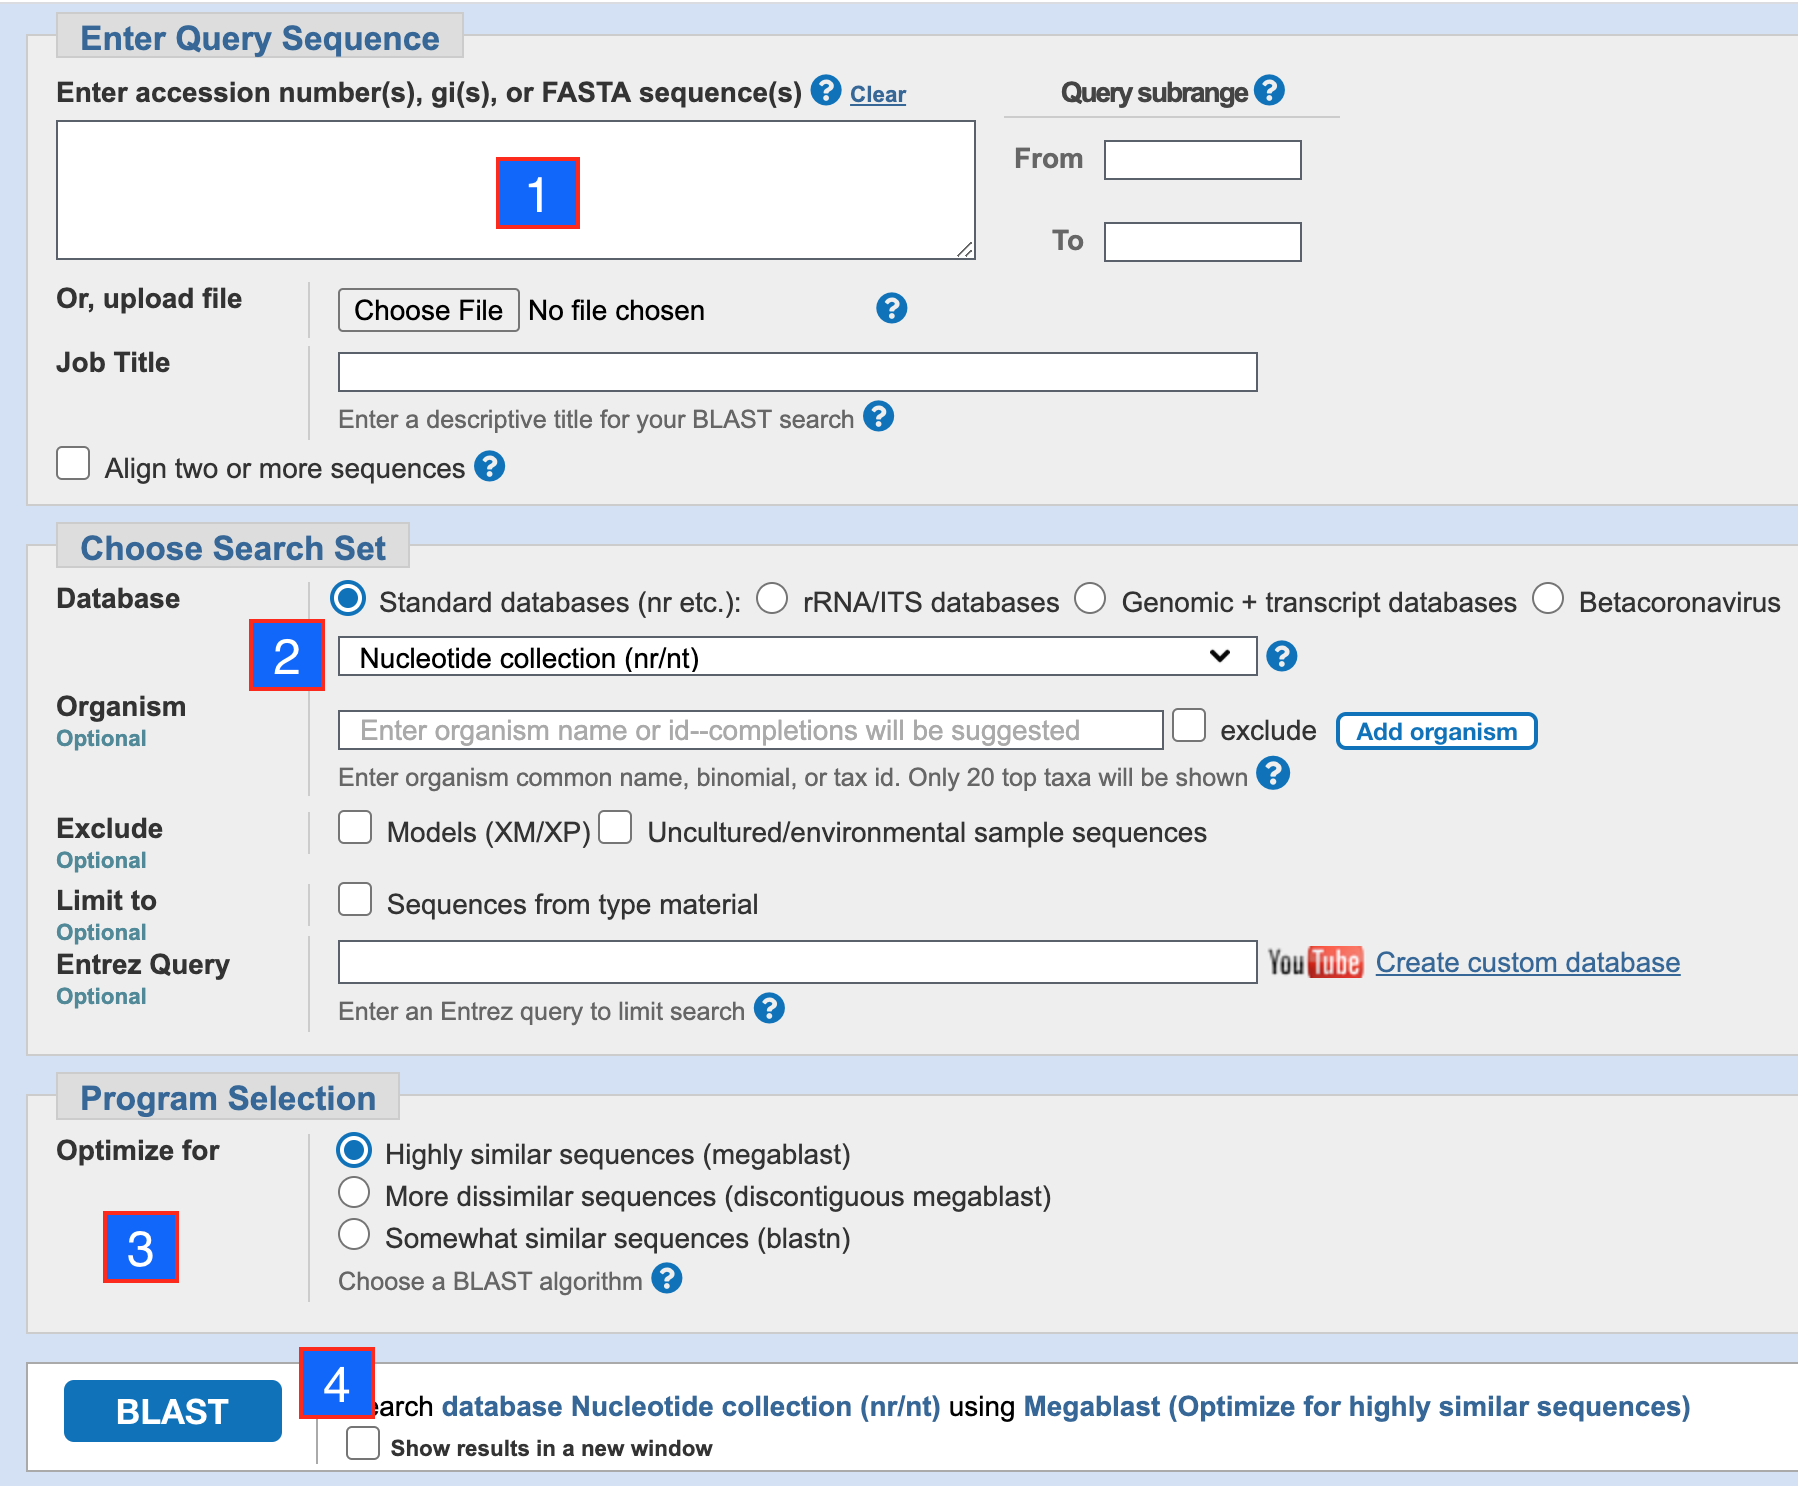 Enter Query Sequence
Enter accession number(s), gi(s), or FASTA sequence(s) ? Clear
Query subrange ?
1
From
To
Or, upload file
Choose File No file chosen ?
Job Title
Enter a descriptive title for your BLAST search ?
Align two or more sequences ?
Choose Search Set
Database
Standard databases (nr etc.): rRNA/ITS databases Genomic + transcript databases Betacoronavirus
2
Nucleotide collection (nr/nt) ?
Organism
Optional
Enter organism name or id--completions will be suggested exclude Add organism
Enter organism common name, binomial, or tax id. Only 20 top taxa will be shown ?
Exclude
Optional
Models (XM/XP) Uncultured/environmental sample sequences
Limit to
Optional
Sequences from type material
Entrez Query
Optional
YouTube Create custom database
Enter an Entrez query to limit search ?
Program Selection
Optimize for
Highly similar sequences (megablast)
More dissimilar sequences (discontiguous megablast)
Somewhat similar sequences (blastn)
3
Choose a BLAST algorithm ?
4
BLAST
earch database Nucleotide collection (nr/nt) using Megablast (Optimize for highly similar sequences)
Show results in a new window